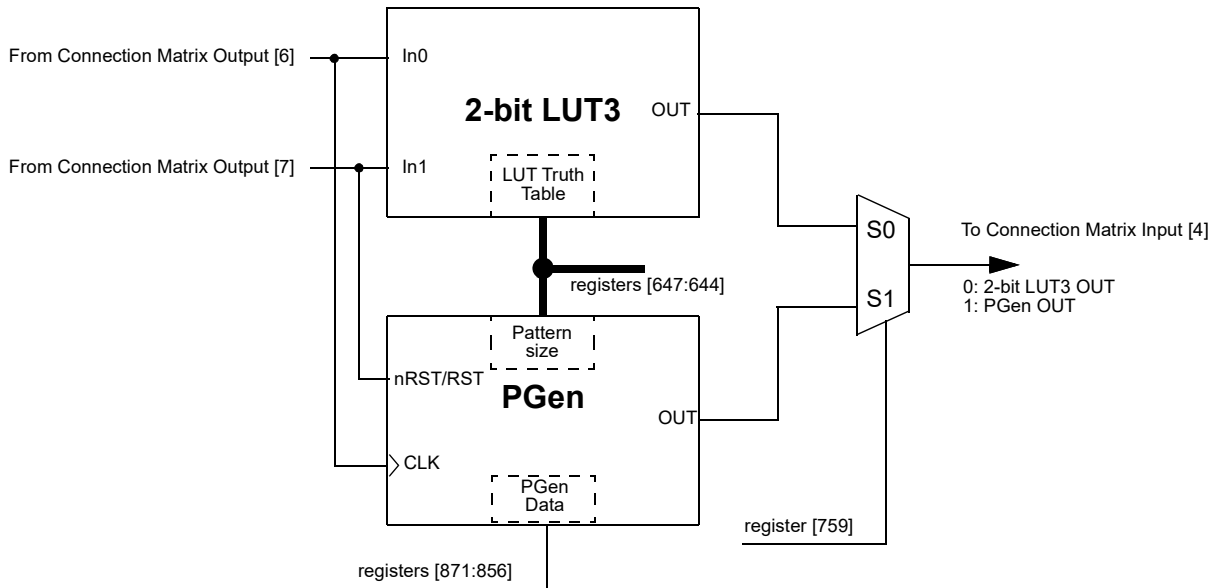 From Connection Matrix Output [6]
In0
2-bit LUT3
OUT
From Connection Matrix Output [7]
In1
LUT Truth
Table
S0
To Connection Matrix Input [4]
registers [647:644]
0: 2-bit LUT3 OUT
S1
1: PGen OUT
Pattern
size
nRST/RST
PGen
OUT
CLK
PGen
Data
register [759]
registers [871:856]